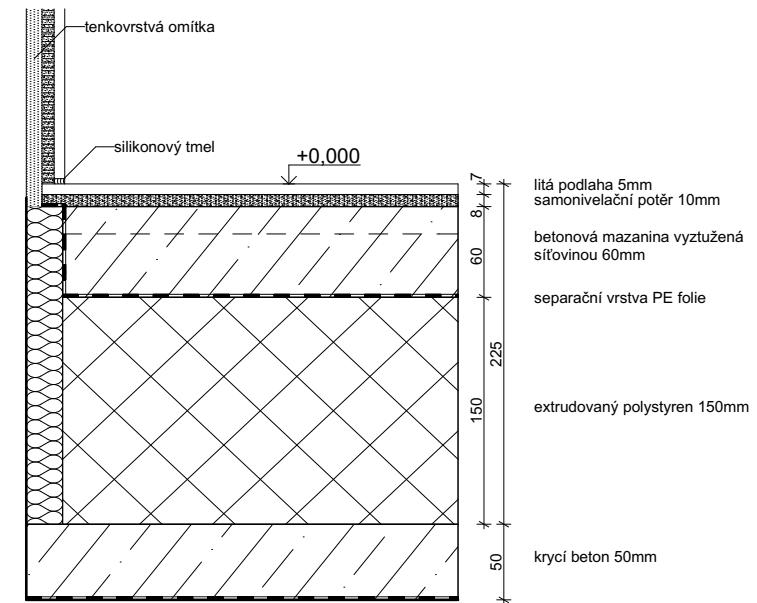 tenkovrstvá omítka
silikonový tmel
+0,000
7
litá podlaha 5mm
samonivelační potěr 10mm
8
betonová mazanina vyztužená
síťovinou 60mm
60
separační vrstva PE folie
225
150
extrudovaný polystyren 150mm
50
krycí beton 50mm